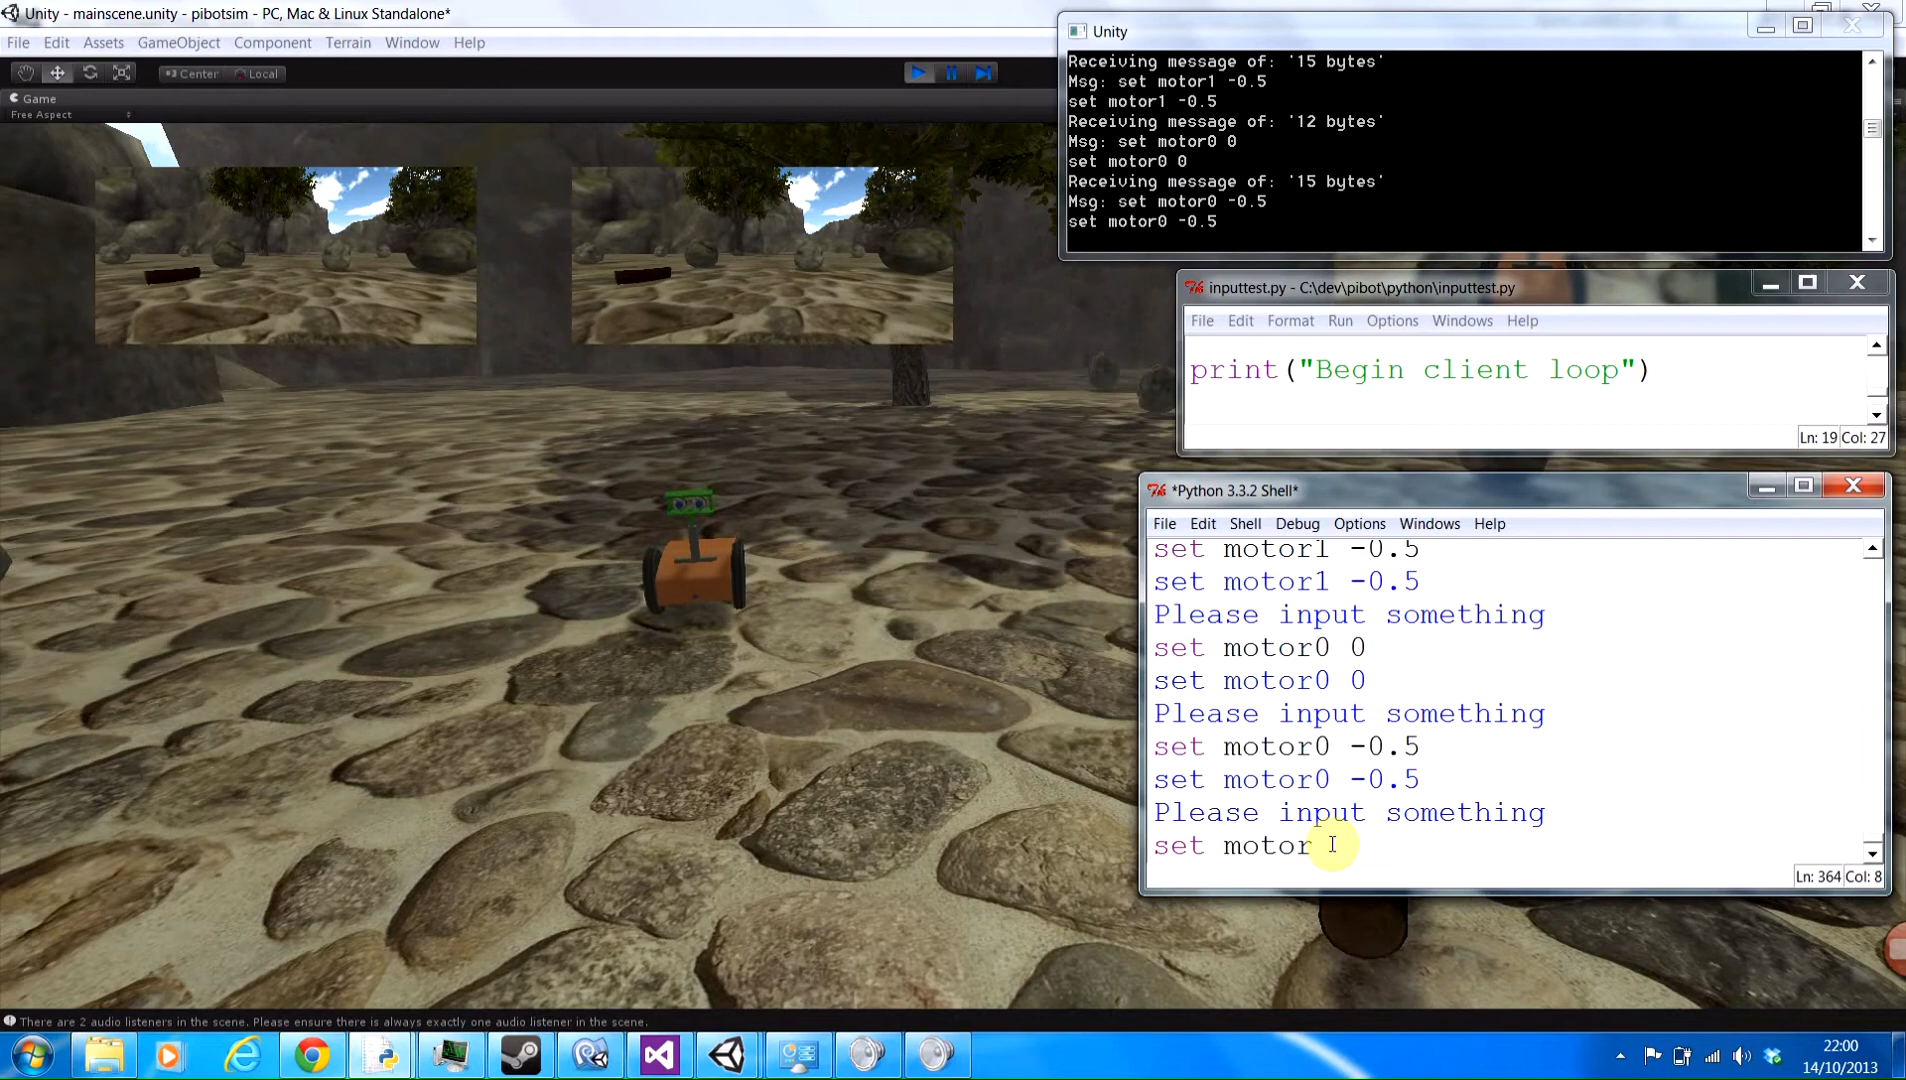 Unity - mainscene.unity - pibotsim - PC, Mac & Linux Standalone*
File Edit Assets GameObject Component Terrain Window Help
Center Local
Game
Free Aspect
Unity
Receiving message of: '15 bytes'
Msg: set motor1 -0.5
set motor1 -0.5
Receiving message of: '12 bytes'
Msg: set motor0 0
set motor0 0
Receiving message of: '15 bytes'
Msg: set motor0 -0.5
set motor0 -0.5
inputtest.py - C:\dev\pibot\python\inputtest.py
File Edit Format Run Options Windows Help
print("Begin client loop")
Ln: 19 Col: 27
*Python 3.3.2 Shell*
File Edit Shell Debug Options Windows Help
set motor1 -0.5
set motor1 -0.5
Please input something
set motor0 0
set motor0 0
Please input something
set motor0 -0.5
set motor0 -0.5
Please input something
set motor
Ln: 364 Col: 8
There are 2 audio listeners in the scene. Please ensure there is always exactly one audio listener in the scene.
22:00
14/10/2013